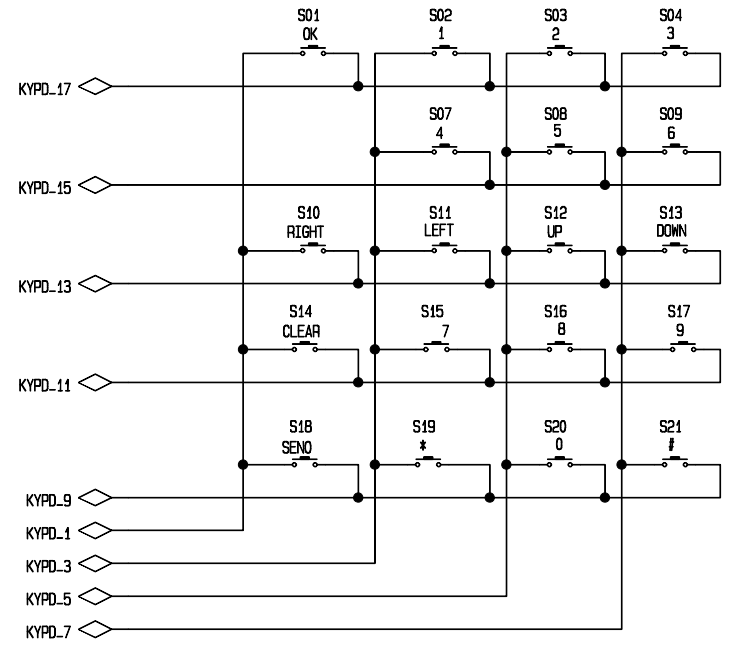 S01 S02 S03 S04
OK 1 2 3
KYPD_17
S07 S08 S09
4 5 6
KYPD_15
S10 S11 S12 S13
RIGHT LEFT UP DOWN
KYPD_13
S14 S15 S16 S17
CLEAR 7 8 9
KYPD_11
S18 S19 S20 S21
SEND * 0 #
KYPD_9
KYPD_1
KYPD_3
KYPD_5
KYPD_7